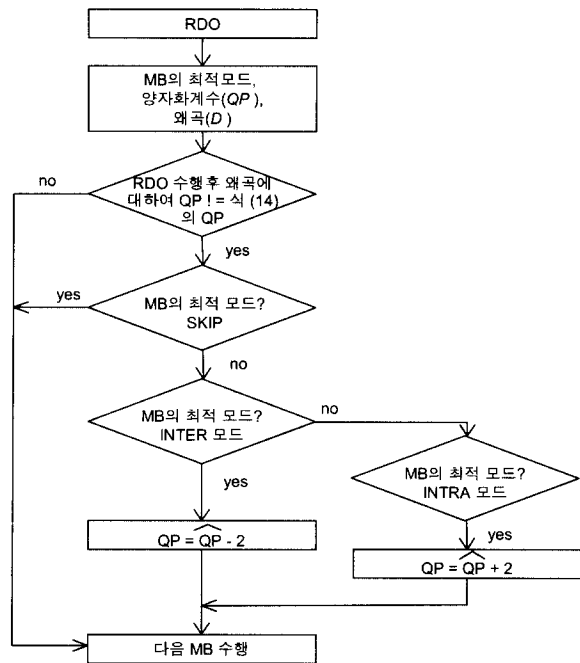 RDO
MB의 최적모드,
양자화계수(QP),
왜곡(D)
no
RDO 수행후 왜곡에
대하여 QP ! = 식 (14)
의 QP
yes
yes
MB의 최적 모드?
SKIP
no
MB의 최적 모드?
INTER 모드
no
MB의 최적 모드?
INTRA 모드
yes
yes
QP = \widehat{QP} - 2
QP = \widehat{QP} + 2
다음 MB 수행